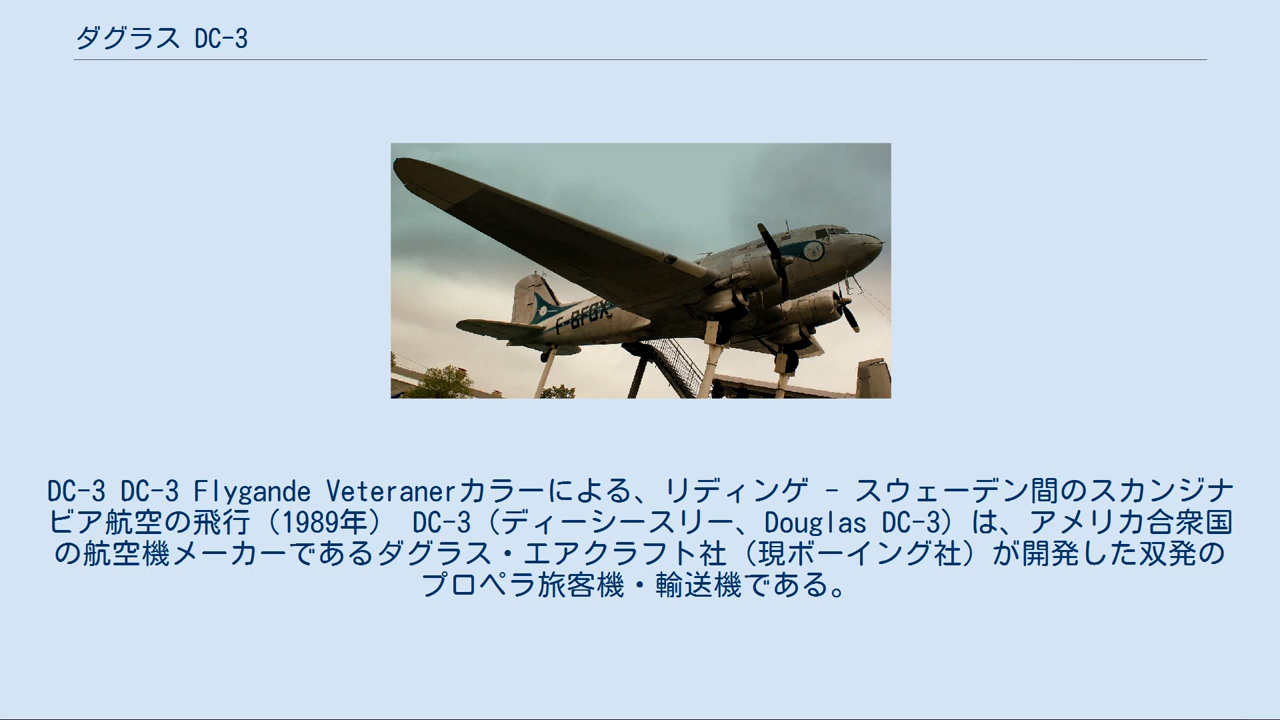 ダグラス DC-3
F-BFGX
DC-3 DC-3 Flygande Veteranerカラーによる、リディンゲ - スウェーデン間のスカンジナ
ビア航空の飛行（1989年） DC-3（ディーシースリー、Douglas DC-3）は、アメリカ合衆国
の航空機メーカーであるダグラス・エアクラフト社（現ボーイング社）が開発した双発の
プロペラ旅客機・輸送機である。